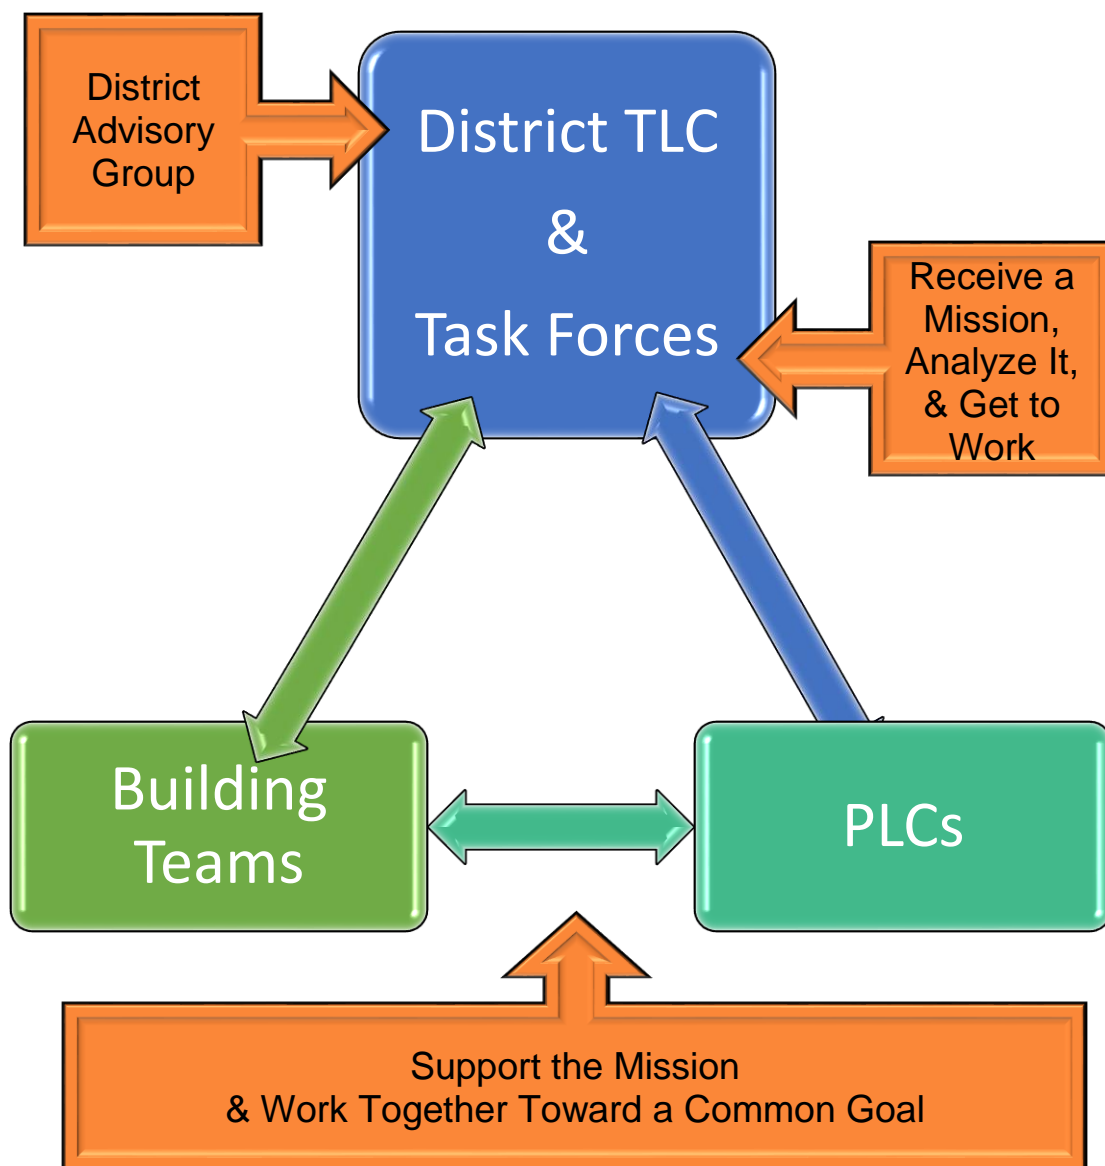 District
Advisory
Group
District TLC
&
Task Forces
Receive a
Mission,
Analyze It,
& Get to
Work
Building
Teams
PLCs
Support the Mission
& Work Together Toward a Common Goal